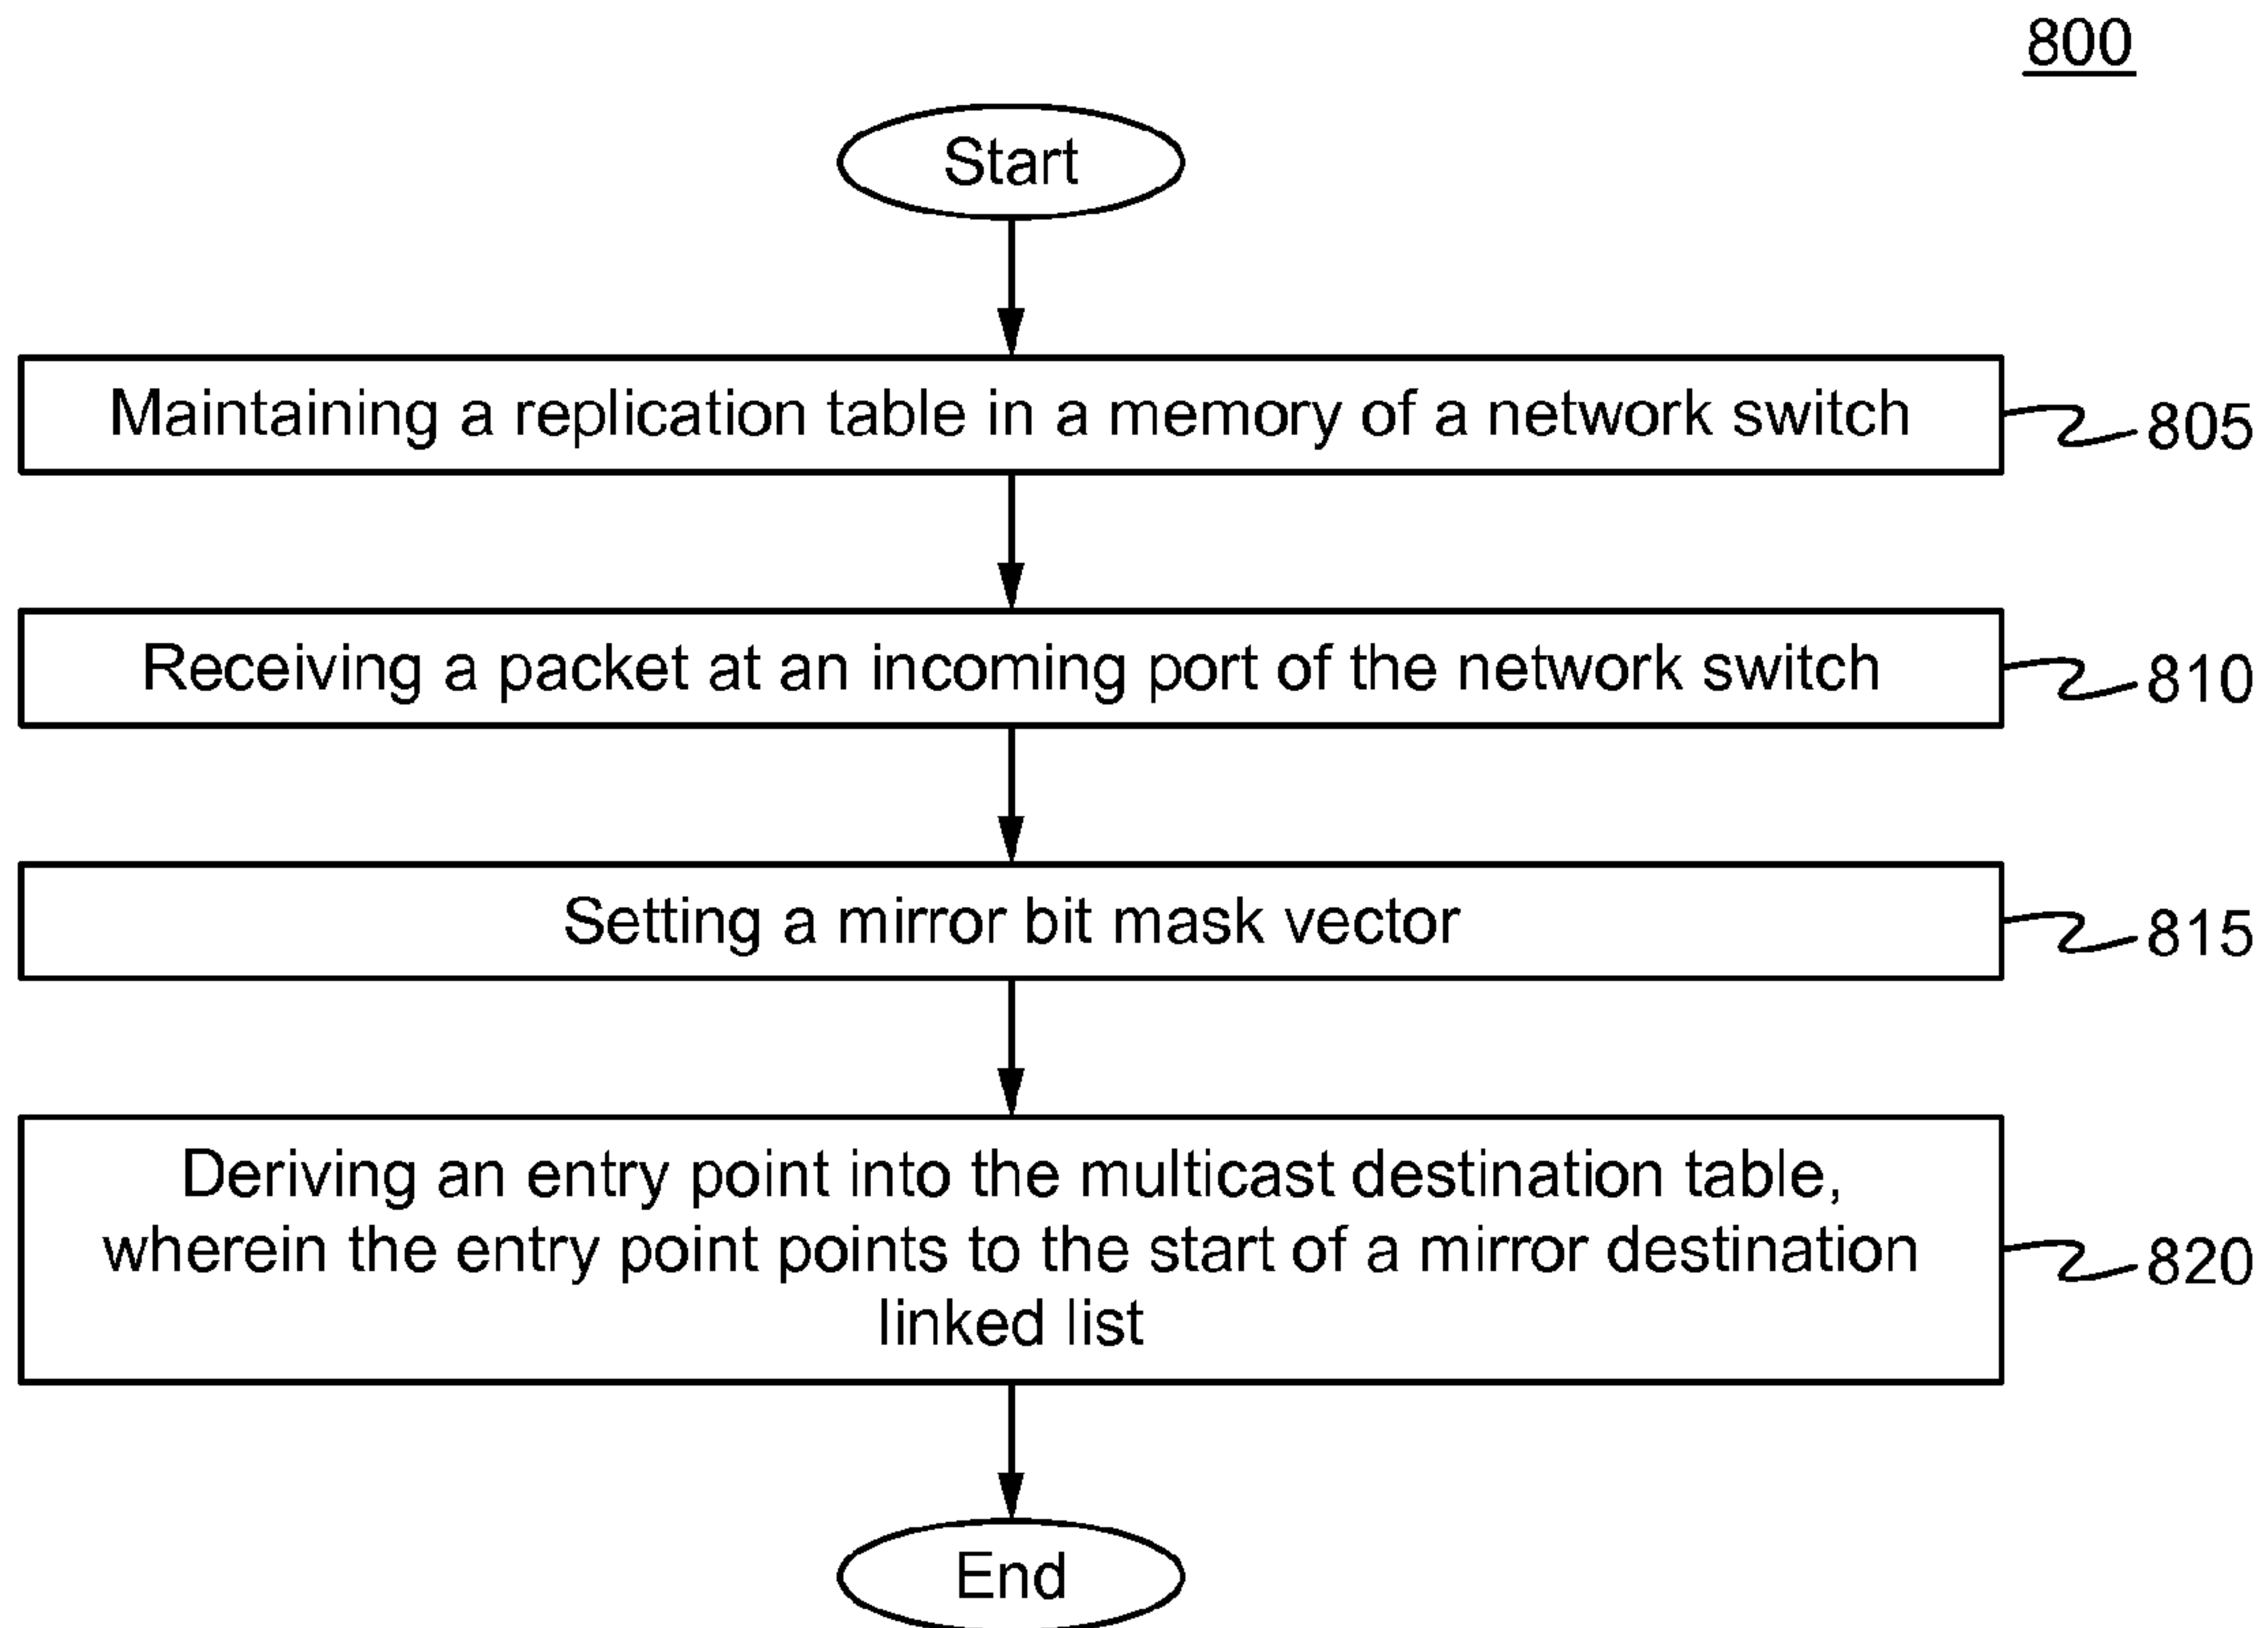 800
Start
Maintaining a replication table in a memory of a network switch
805
Receiving a packet at an incoming port of the network switch
810
Setting a mirror bit mask vector
815
Deriving an entry point into the multicast destination table,
wherein the entry point points to the start of a mirror destination
linked list
820
End